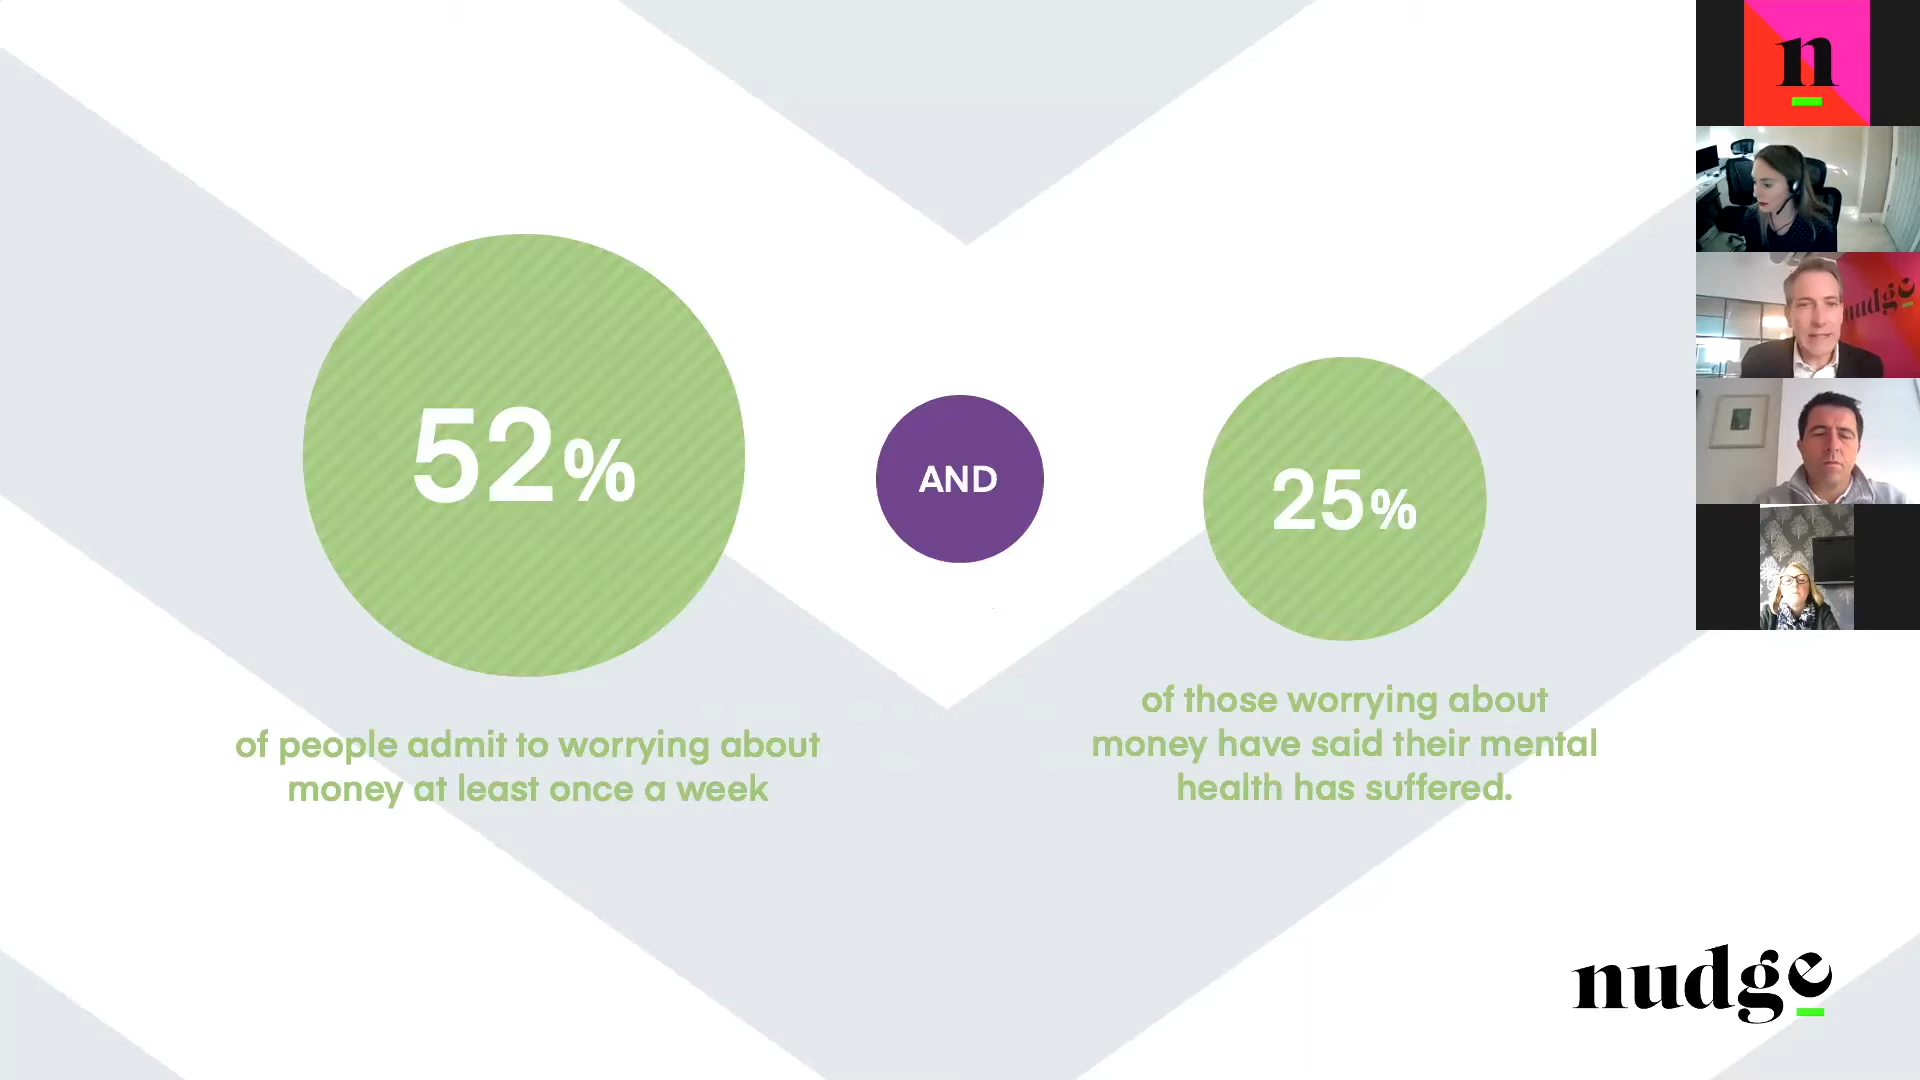 n
nudge
52%
AND
25%
of people admit to worrying about
money at least once a week
of those worrying about
money have said their mental
health has suffered.
nudge